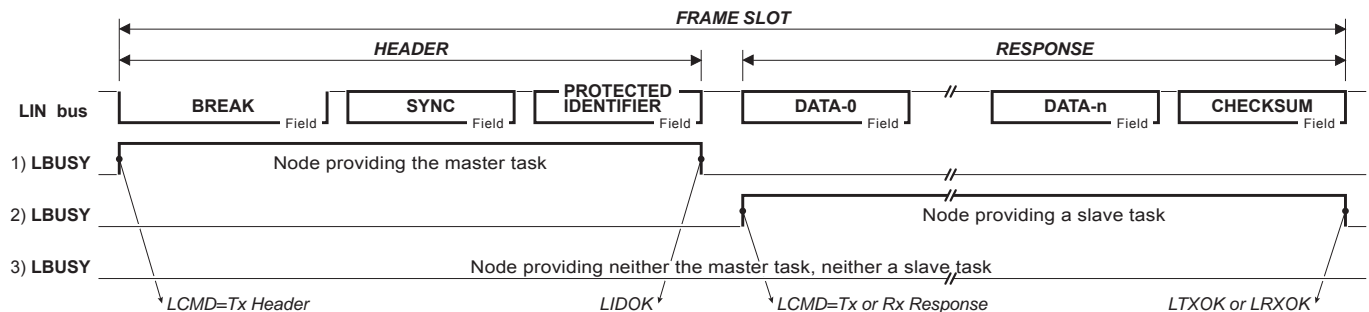 FRAME SLOT
HEADER RESPONSE
LIN bus BREAK Field SYNC Field PROTECTED IDENTIFIER Field DATA-0 Field DATA-n Field CHECKSUM Field
1) LBUSY Node providing the master task
2) LBUSY Node providing a slave task
3) LBUSY Node providing neither the master task, neither a slave task
LCMD=Tx Header LIDOK LCMD=Tx or Rx Response LTXOK or LRXOK